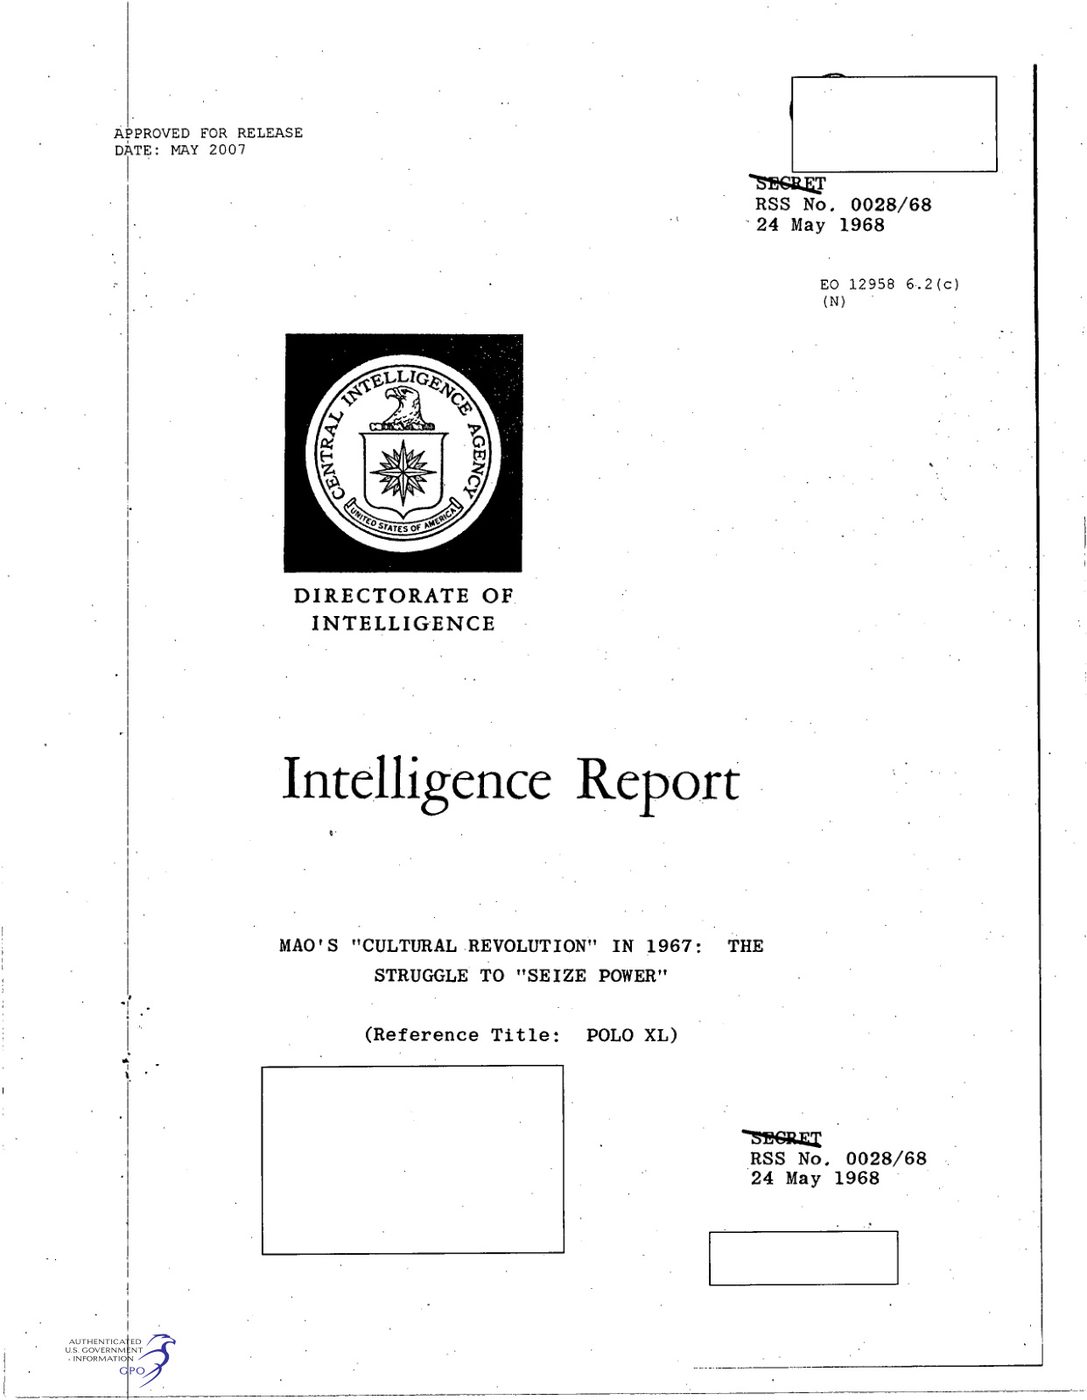 APPROVED FOR RELEASE
DATE: MAY 2007
SECRET
RSS No. 0028/68
24 May 1968
EO 12958 6.2(c)
(N)
CENTRAL INTELLIGENCE AGENCY
UNITED STATES OF AMERICA
DIRECTORATE OF
INTELLIGENCE
Intelligence Report
MAO'S "CULTURAL REVOLUTION" IN 1967: THE
STRUGGLE TO "SEIZE POWER"
(Reference Title: POLO XL)
SECRET
RSS No. 0028/68
24 May 1968
AUTHENTICATED
U.S. GOVERNMENT
INFORMATION
GPO